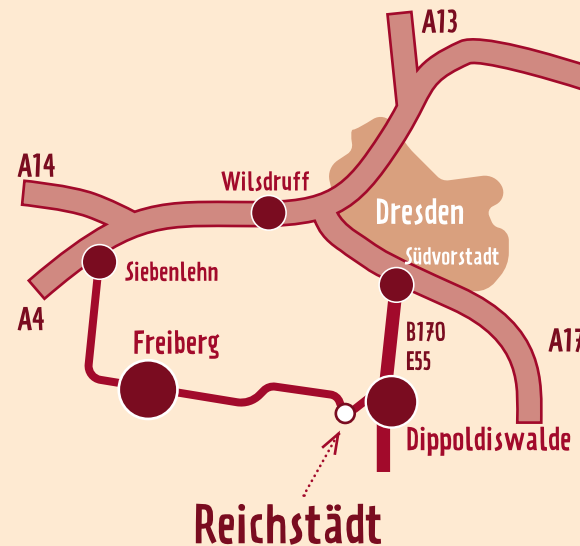 A13
A14
Wilsdruff
Dresden
Südvorstadt
Siebenlehn
A4
Freiberg
B170
E55
A17
Dippoldiswalde
Reichstädt